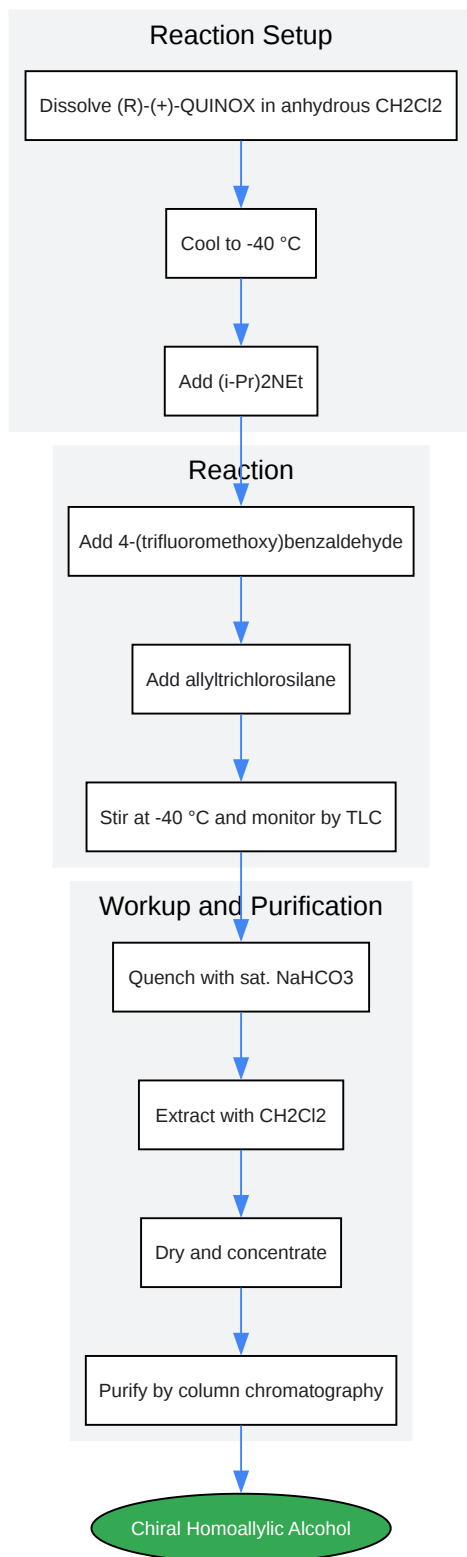 Reaction Setup
Dissolve (R)-(+)-QUINOX in anhydrous CH2Cl2
Cool to -40 °C
Add (i-Pr)2NEt
Reaction
Add 4-(trifluoromethoxy)benzaldehyde
Add allyltrichlorosilane
Stir at -40 °C and monitor by TLC
Workup and Purification
Quench with sat. NaHCO3
Extract with CH2Cl2
Dry and concentrate
Purify by column chromatography
Chiral Homoallylic Alcohol